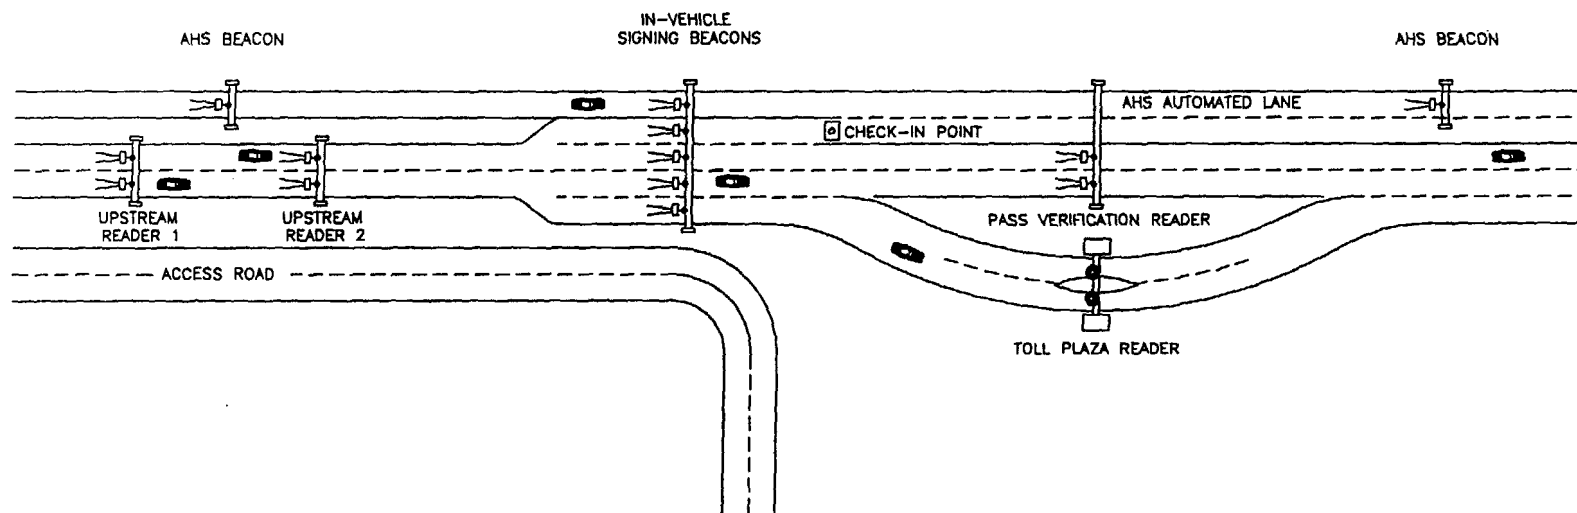 IN-VEHICLE
SIGNING BEACONS
AHS BEACON
AHS BEACON
AHS AUTOMATED LANE
CHECK-IN POINT
UPSTREAM
READER 1
UPSTREAM
READER 2
PASS VERIFICATION READER
ACCESS ROAD
TOLL PLAZA READER